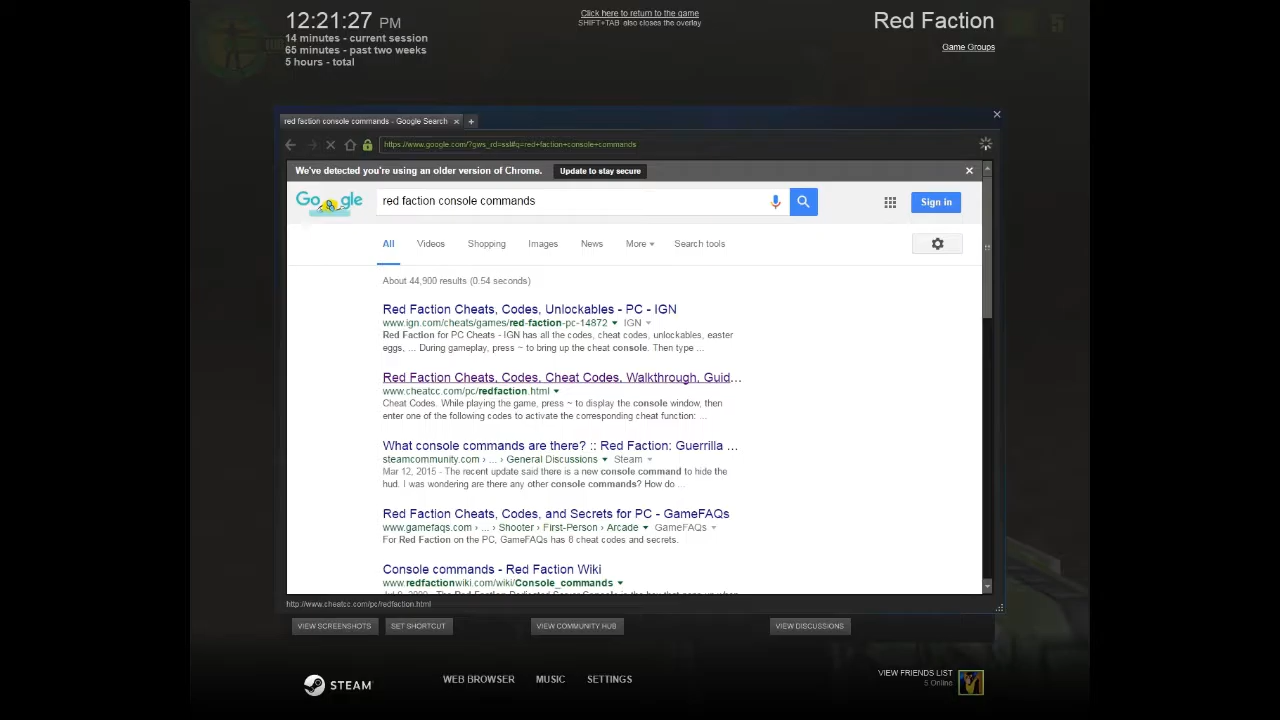 12:21:27 PM
14 minutes - current session
65 minutes - past two weeks
5 hours - total
Click here to return to the game
SHIFT+TAB also closes the overlay
Red Faction
Game Groups
red faction console commands - Google Search
https://www.google.com/?gws_rd=ssl#q=red+faction+console+commands
We've detected you're using an older version of Chrome.
Update to stay secure
Google
red faction console commands
Sign in
All Videos Shopping Images News More Search tools
About 44,900 results (0.54 seconds)
Red Faction Cheats, Codes, Unlockables - PC - IGN
www.ign.com/cheats/games/red-faction-pc-14872 IGN
Red Faction for PC Cheats - IGN has all the codes, cheat codes, unlockables, easter
eggs, ... During gameplay, press ~ to bring up the cheat console. Then type ...
Red Faction Cheats, Codes, Cheat Codes, Walkthrough, Guid...
www.cheatcc.com/pc/redfaction.html
Cheat Codes. While playing the game, press ~ to display the console window, then
enter one of the following codes to activate the corresponding cheat function: ...
What console commands are there? :: Red Faction: Guerrilla ...
steamcommunity.com › ... › General Discussions Steam
Mar 12, 2015 - The recent update said there is a new console command to hide the
hud. I was wondering are there any other console commands? How do ...
Red Faction Cheats, Codes, and Secrets for PC - GameFAQs
www.gamefaqs.com › ... › Shooter › First-Person › Arcade GameFAQs
For Red Faction on the PC, GameFAQs has 8 cheat codes and secrets.
Console commands - Red Faction Wiki
www.redfactionwiki.com/wiki/Console_commands
http://www.cheatcc.com/pc/redfaction.html
VIEW SCREENSHOTS
SET SHORTCUT
VIEW COMMUNITY HUB
VIEW DISCUSSIONS
STEAM
WEB BROWSER
MUSIC
SETTINGS
VIEW FRIENDS LIST
5 Online